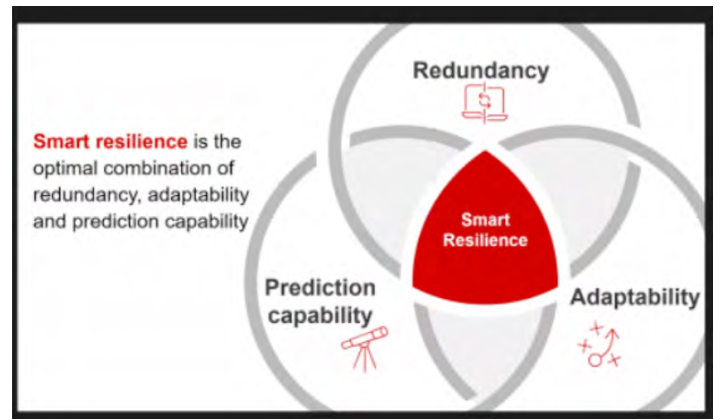 Smart resilience is the
optimal combination of
redundancy, adaptability
and prediction capability
Redundancy
Smart
Resilience
Prediction
capability
Adaptability